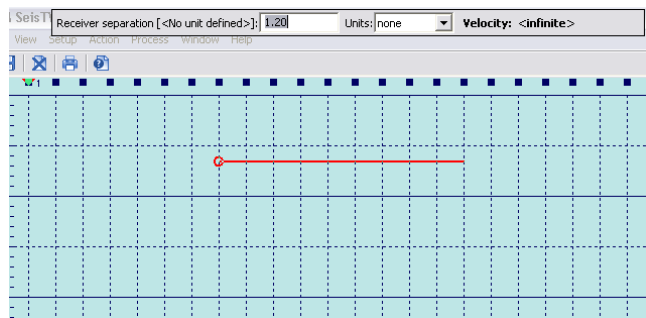 SeisT
Receiver separation [<No unit defined>]: 1.20 Units: none Velocity: <infinite>
View Setup Action Process Window Help
1